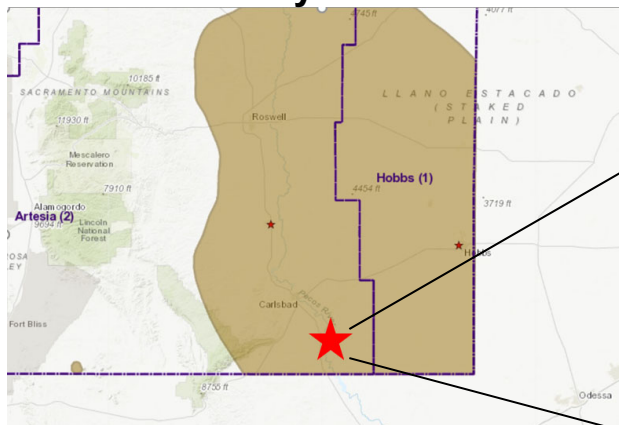 y
4745 ft
4077 ft
10185 ft
SACRAMENTO MOUNTAINS
LLANO ESTACADO
(STAKED
PLAIN)
11930 ft
Roswell
Mescalero
Reservation
Hobbs (1)
7910 ft
4454 ft
3719 ft
Alamogordo
Artesia (2)
9694 ft
Lincoln
National
Forest
Hobbs
Carlsbad
Fort Bliss
8755 ft
Odessa